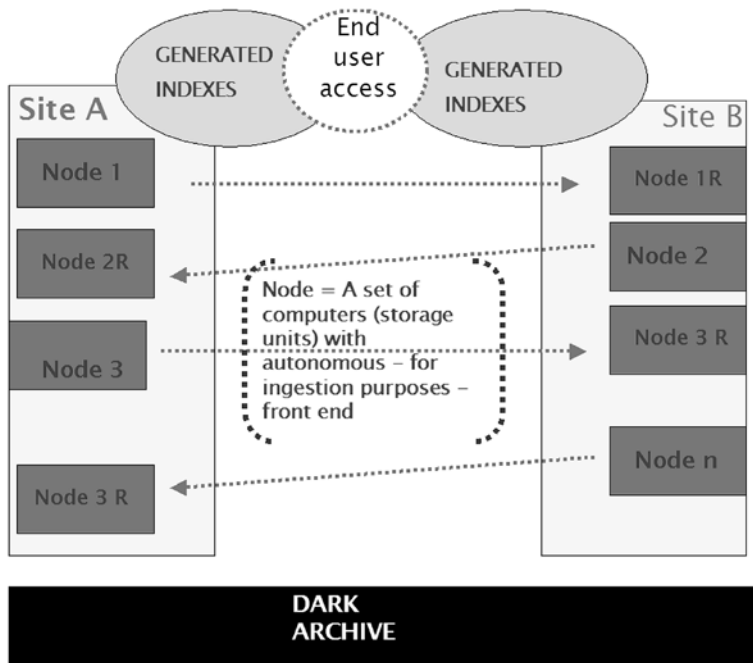 End
user
access
GENERATED
INDEXES
GENERATED
INDEXES
Site A
Site B
Node 1
Node 1R
Node 2R
Node 2
Node = A set of
computers (storage
units) with
autonomous – for
ingestion purposes –
front end
Node 3
Node 3 R
Node 3 R
Node n
DARK
ARCHIVE